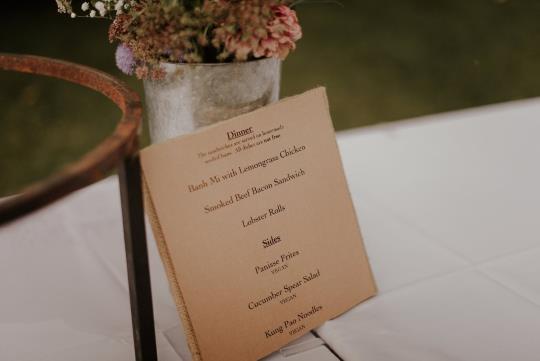 Dinner
The sandwiches are served on housemade
seeded buns. All dishes are nut free
Banh Mi with Lemongrass Chicken
Smoked Beef Bacon Sandwich
Lobster Rolls
Sides
Panisse Frites
VEGAN
Cucumber Spear Salad
VEGAN
Kung Pao Noodles
VEGAN